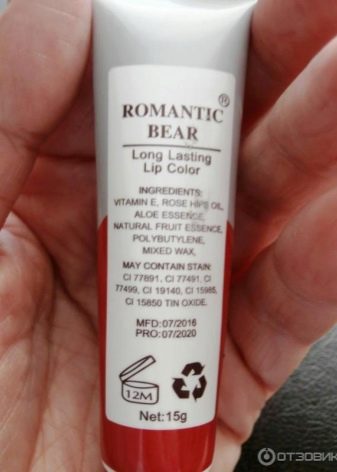 ROMANTIC ®
BEAR
Long Lasting
Lip Color
INGREDIENTS:
VITAMIN E, ROSE HIPS OIL,
ALOE ESSENCE,
NATURAL FRUIT ESSENCE,
POLYBUTYLENE,
MIXED WAX,
MAY CONTAIN STAIN:
CI 77891, CI 77491, CI
77499, CI 19140, CI 15985,
CI 15850 TIN OXIDE.
MFD:07/2016
PRO:07/2020
12M
Net:15g
ОТЗОВИК